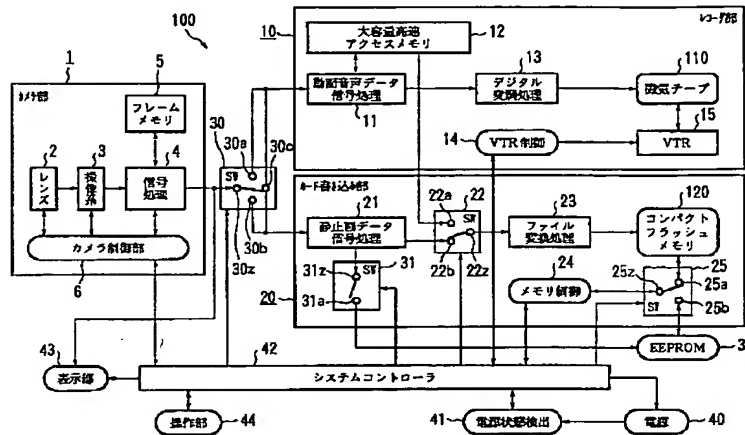 100
1
カメラ部
2
レンズ
3
撮像系
4
信号処理
5
フレームメモリ
6
カメラ制御部
10
レコーダ部
大容量高速
アクセスメモリ
12
動画音声データ
信号処理
11
13
デジタル
変換処理
110
磁気テープ
14
VTR制御
15
VTR
30
30a
30c
SW
30b
30z
カード書き込み部
21
静止画データ
信号処理
22a
22
SW
22b
22z
23
ファイル
変換処理
120
コンパクト
フラッシュ
メモリ
31z
SW
31
31a
20
24
メモリ制御
25z
25
25a
SW
25b
EEPROM
3
43
表示部
42
システムコントローラ
操作部
44
41
電源状態検出
電源
40